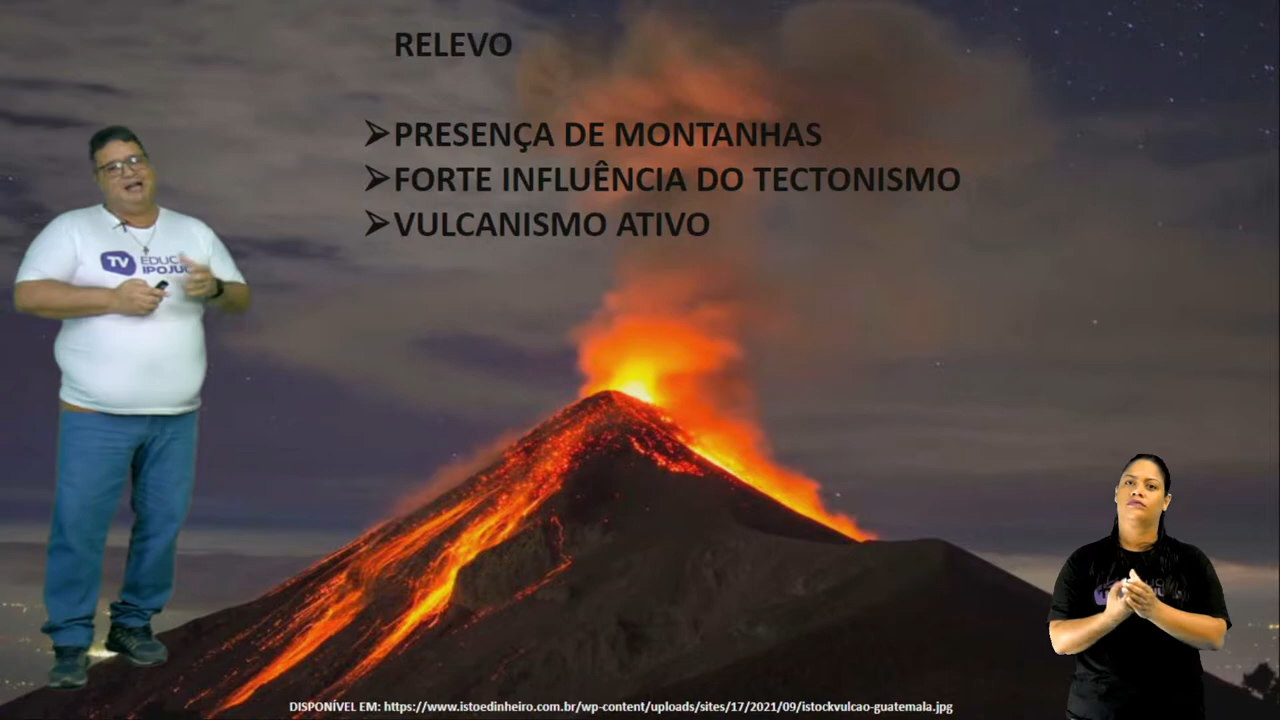 RELEVO
➢PRESENÇA DE MONTANHAS
➢FORTE INFLUÊNCIA DO TECTONISMO
➢VULCANISMO ATIVO
TV EDUCA
IPOJUCA
DISPONÍVEL EM: https://www.istoedinheiro.com.br/wp-content/uploads/sites/17/2021/09/istockvulcao-guatemala.jpg